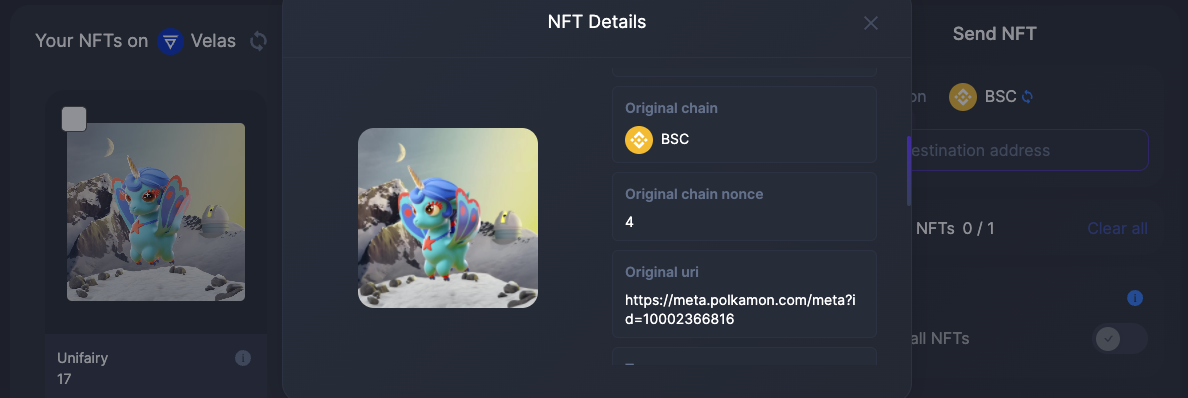 Your NFTs on Velas
Unifairy
17
NFT Details
Original chain
BSC
Original chain nonce
4
Original uri
https://meta.polkamon.com/meta?i
d=10002366816
Send NFT
on BSC
estination address
NFTs 0 / 1
Clear all
all NFTs